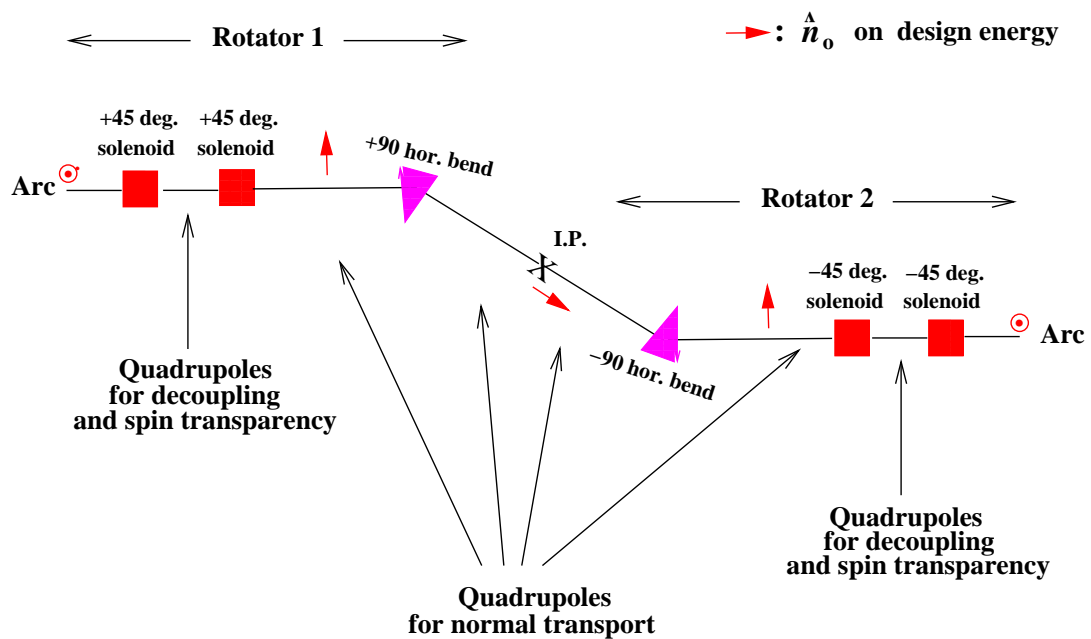 Rotator 1
: n̂o on design energy
+45 deg.
solenoid
+45 deg.
solenoid
+90 hor. bend
Arc
Rotator 2
I.P.
X
−45 deg.
solenoid
−45 deg.
solenoid
Arc
−90 hor. bend
Quadrupoles
for decoupling
and spin transparency
Quadrupoles
for decoupling
and spin transparency
Quadrupoles
for normal transport